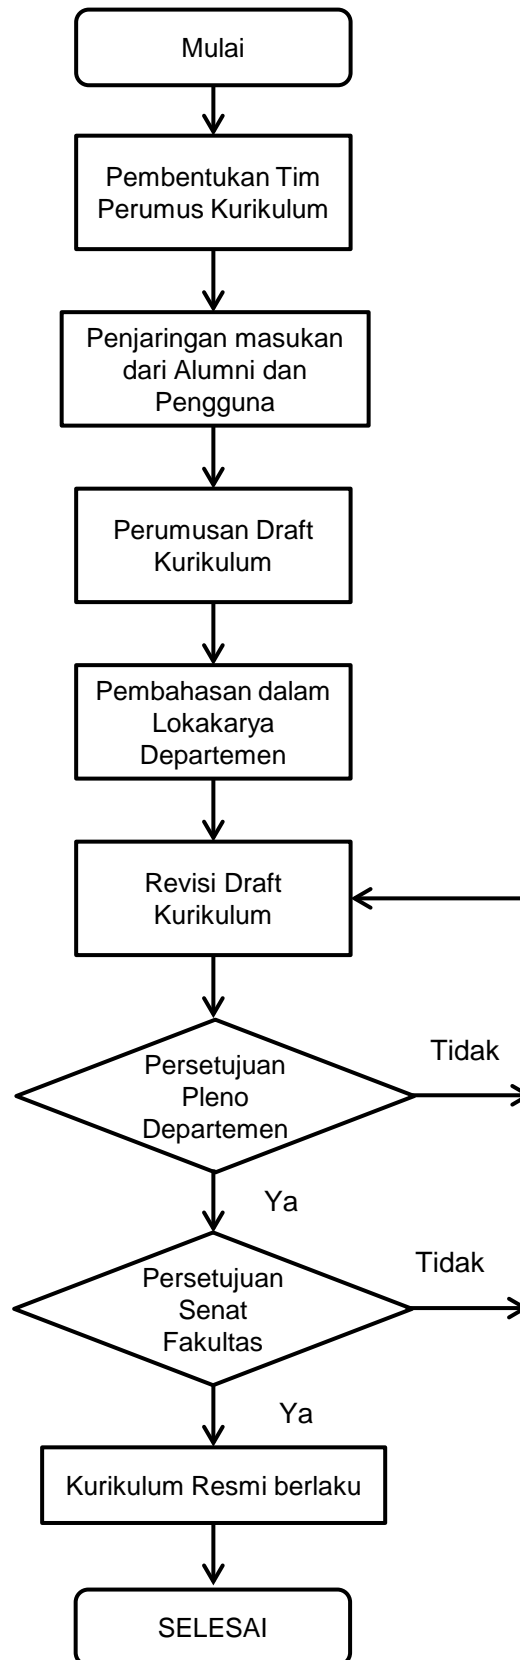 Mulai
Pembentukan Tim
Perumus Kurikulum
Penjaringan masukan
dari Alumni dan
Pengguna
Perumusan Draft
Kurikulum
Pembahasan dalam
Lokakarya
Departemen
Revisi Draft
Kurikulum
Persetujuan
Pleno
Departemen
Tidak
Ya
Persetujuan
Senat
Fakultas
Tidak
Ya
Kurikulum Resmi berlaku
SELESAI